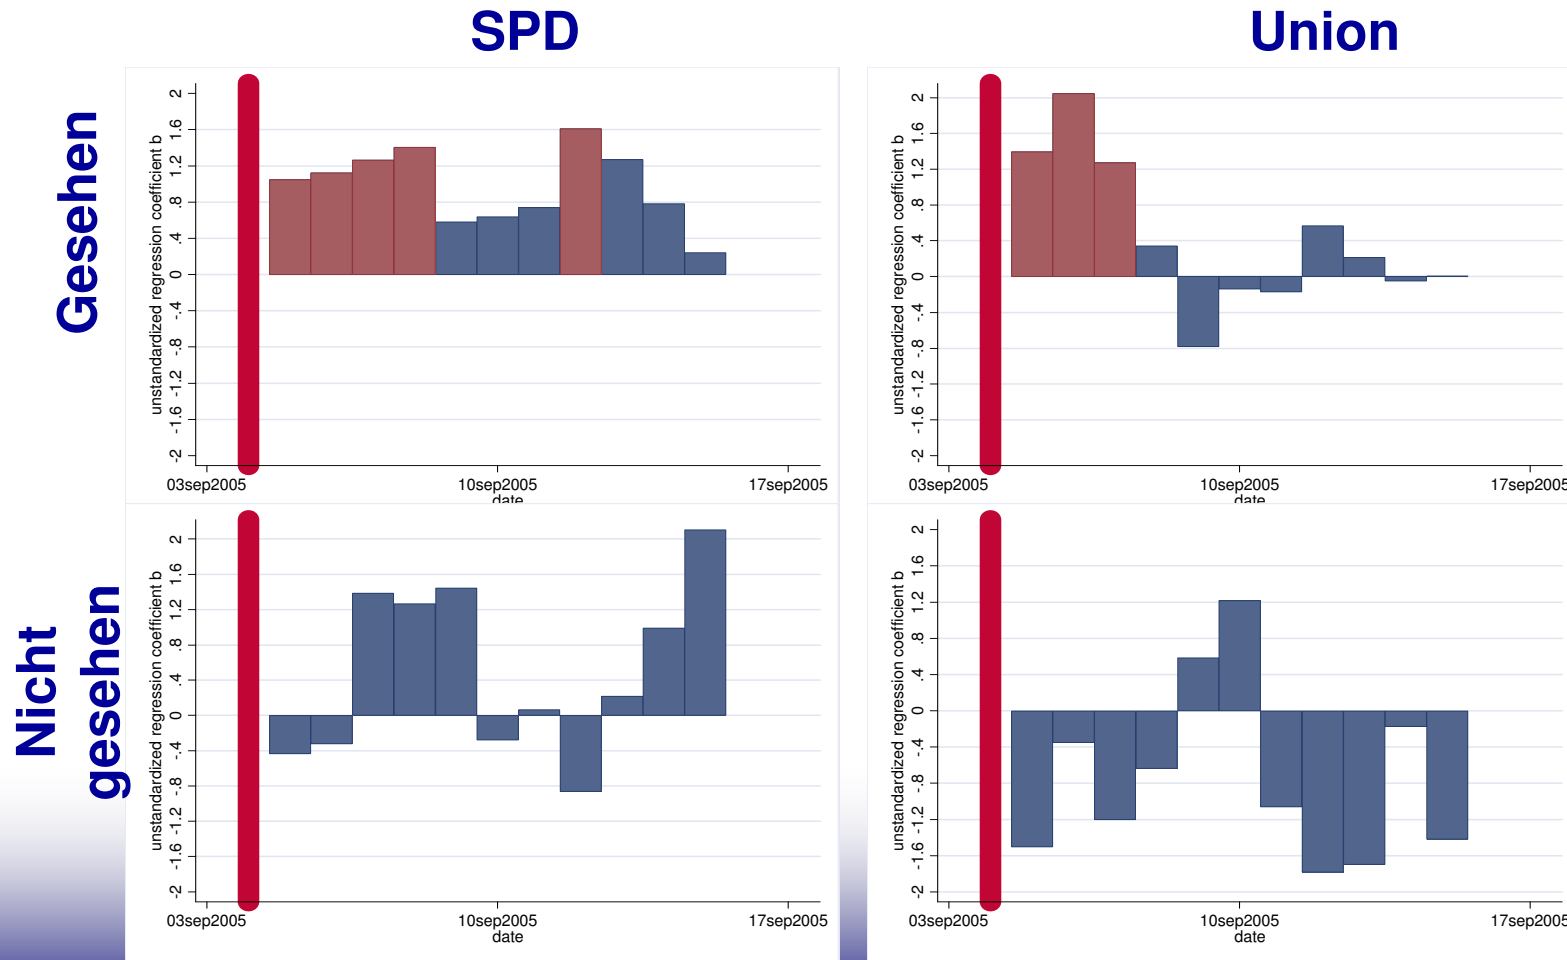 SPD
Union
Gesehen
unstandardized regression coefficient b
2
1.6
1.2
.8
.4
0
-.4
-.8
-1.2
-1.6
-2
03sep2005
10sep2005
17sep2005
date
unstandardized regression coefficient b
2
1.6
1.2
.8
.4
0
-.4
-.8
-1.2
-1.6
-2
03sep2005
10sep2005
17sep2005
date
Nicht
gesehen
unstandardized regression coefficient b
2
1.6
1.2
.8
.4
0
-.4
-.8
-1.2
-1.6
-2
03sep2005
10sep2005
17sep2005
date
unstandardized regression coefficient b
2
1.6
1.2
.8
.4
0
-.4
-.8
-1.2
-1.6
-2
03sep2005
10sep2005
17sep2005
date